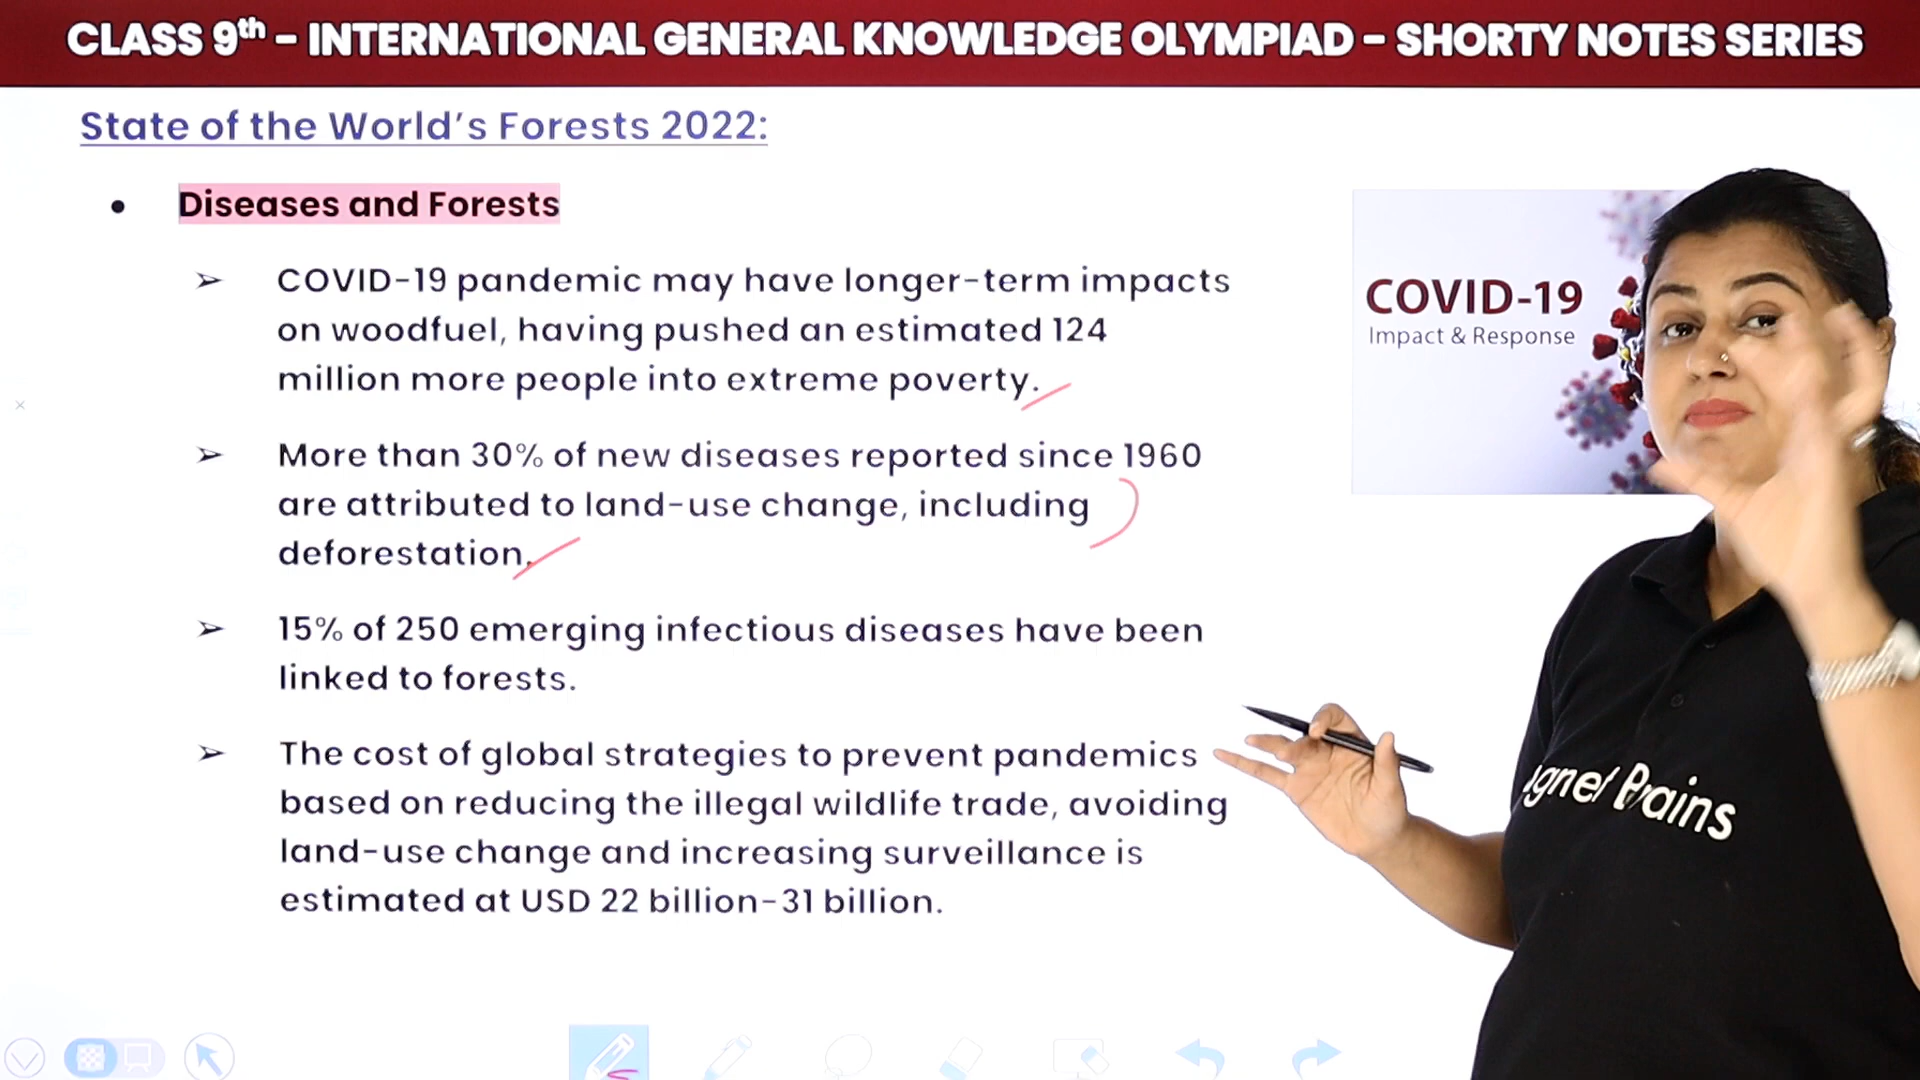 CLASS 9th – INTERNATIONAL GENERAL KNOWLEDGE OLYMPIAD – SHORTY NOTES SERIES
State of the World's Forests 2022:
• Diseases and Forests
➢ COVID-19 pandemic may have longer-term impacts
on woodfuel, having pushed an estimated 124
million more people into extreme poverty.
➢ More than 30% of new diseases reported since 1960
are attributed to land-use change, including
deforestation.
➢ 15% of 250 emerging infectious diseases have been
linked to forests.
➢ The cost of global strategies to prevent pandemics
based on reducing the illegal wildlife trade, avoiding
land-use change and increasing surveillance is
estimated at USD 22 billion-31 billion.
COVID-19
Impact & Response
Brains